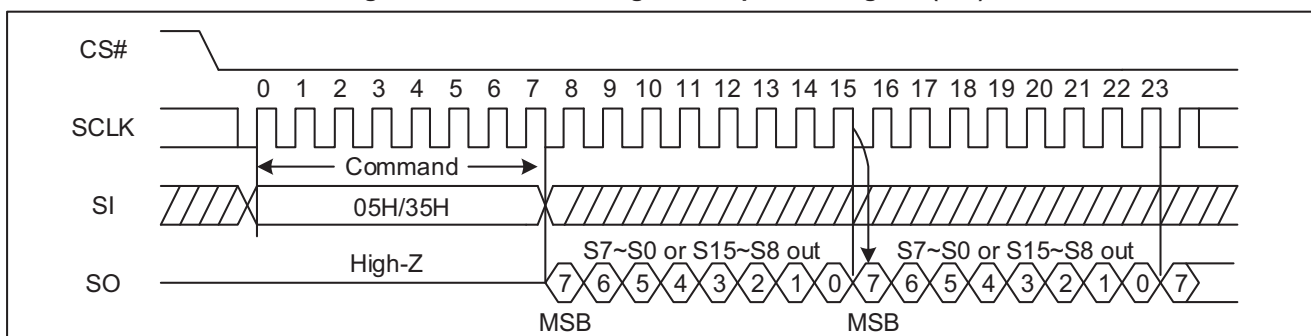 CS#
0 1 2 3 4 5 6 7 8 9 10 11 12 13 14 15 16 17 18 19 20 21 22 23
SCLK
Command
SI
05H/35H
S7~S0 or S15~S8 out S7~S0 or S15~S8 out
High-Z
SO
7 6 5 4 3 2 1 0 7 6 5 4 3 2 1 0 7
MSB MSB